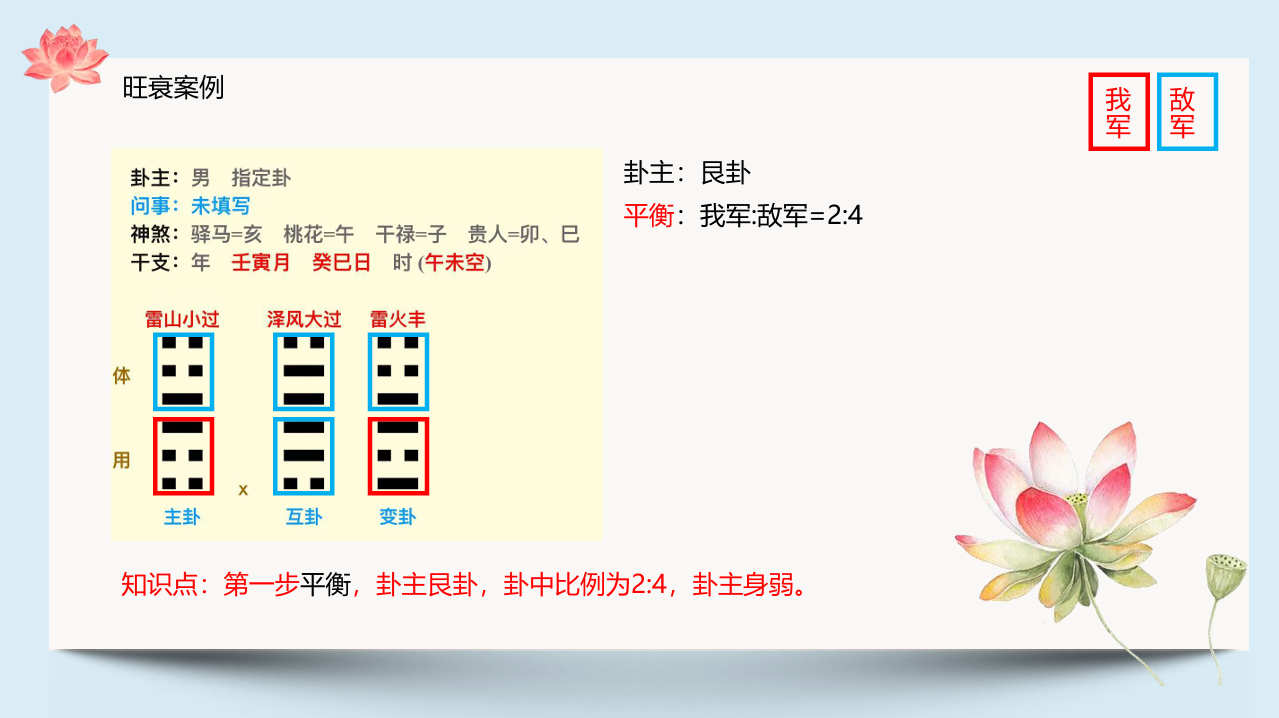 旺衰案例
我军
敌军
卦主：男 指定卦
问事：未填写
神煞：驿马=亥 桃花=午 干禄=子 贵人=卯、巳
干支：年 壬寅月 癸巳日 时 (午未空)
雷山小过 泽风大过 雷火丰
体
用
x
主卦 互卦 变卦
卦主：艮卦
平衡：我军:敌军=2:4
知识点：第一步平衡，卦主艮卦，卦中比例为2:4，卦主身弱。